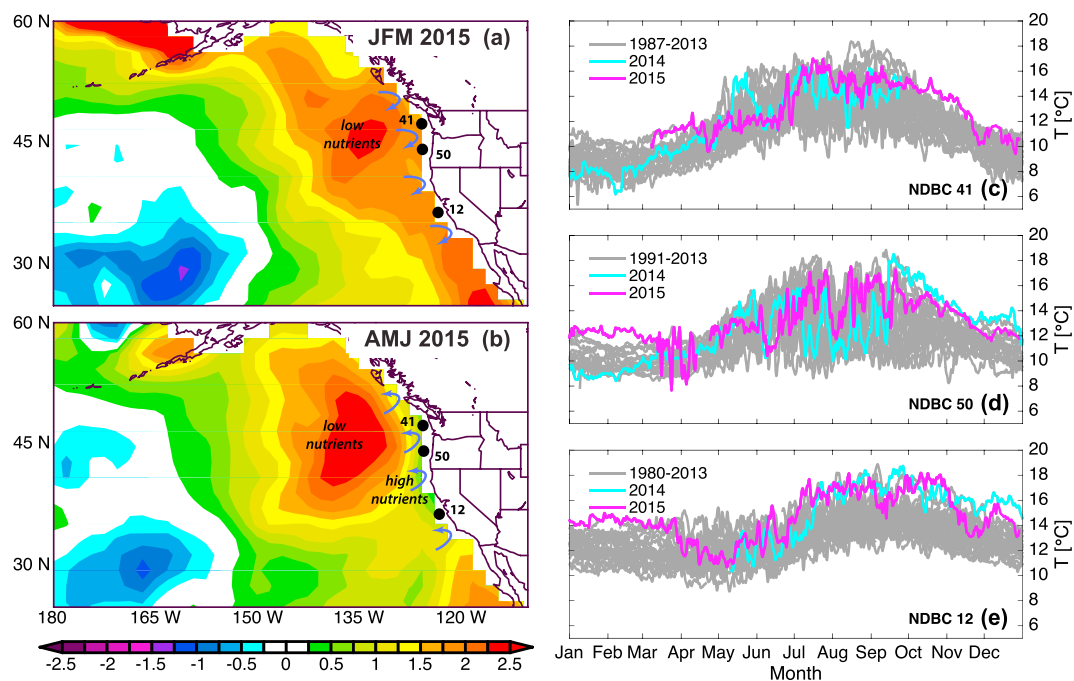 60 N
JFM 2015 (a)
low
nutrients
41
50
12
45 N
30 N
60 N
AMJ 2015 (b)
low
nutrients
41
50
high
nutrients
12
45 N
30 N
180 165 W 150 W 135 W 120 W
-2.5 -2 -1.5 -1 -0.5 0 0.5 1 1.5 2 2.5
1987-2013
2014
2015
NDBC 41 (c)
20
18
16
14
12
10
8
6
T [°C]
1991-2013
2014
2015
NDBC 50 (d)
20
18
16
14
12
10
8
6
T [°C]
1980-2013
2014
2015
NDBC 12 (e)
20
18
16
14
12
10
8
6
T [°C]
Jan Feb Mar Apr May Jun Jul Aug Sep Oct Nov Dec
Month